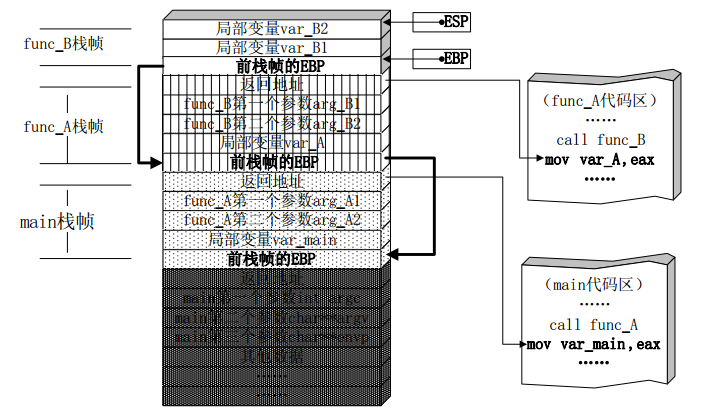 func_B栈帧
func_A栈帧
main栈帧
局部变量var_B2
局部变量var_B1
前栈帧的EBP
返回地址
func_B第一个参数arg_B1
func_B第二个参数arg_B2
局部变量var_A
前栈帧的EBP
返回地址
func_A第一个参数arg_A1
func_A第二个参数arg_A2
局部变量var_main
前栈帧的EBP
返回地址
main第一个参数int argc
main第二个参数char**argv
main第三个参数char**envp
其他数据
……
……
ESP
EBP
(func_A代码区)
……
call func_B
mov var_A,eax
……
(main代码区)
……
call func_A
mov var_main,eax
……